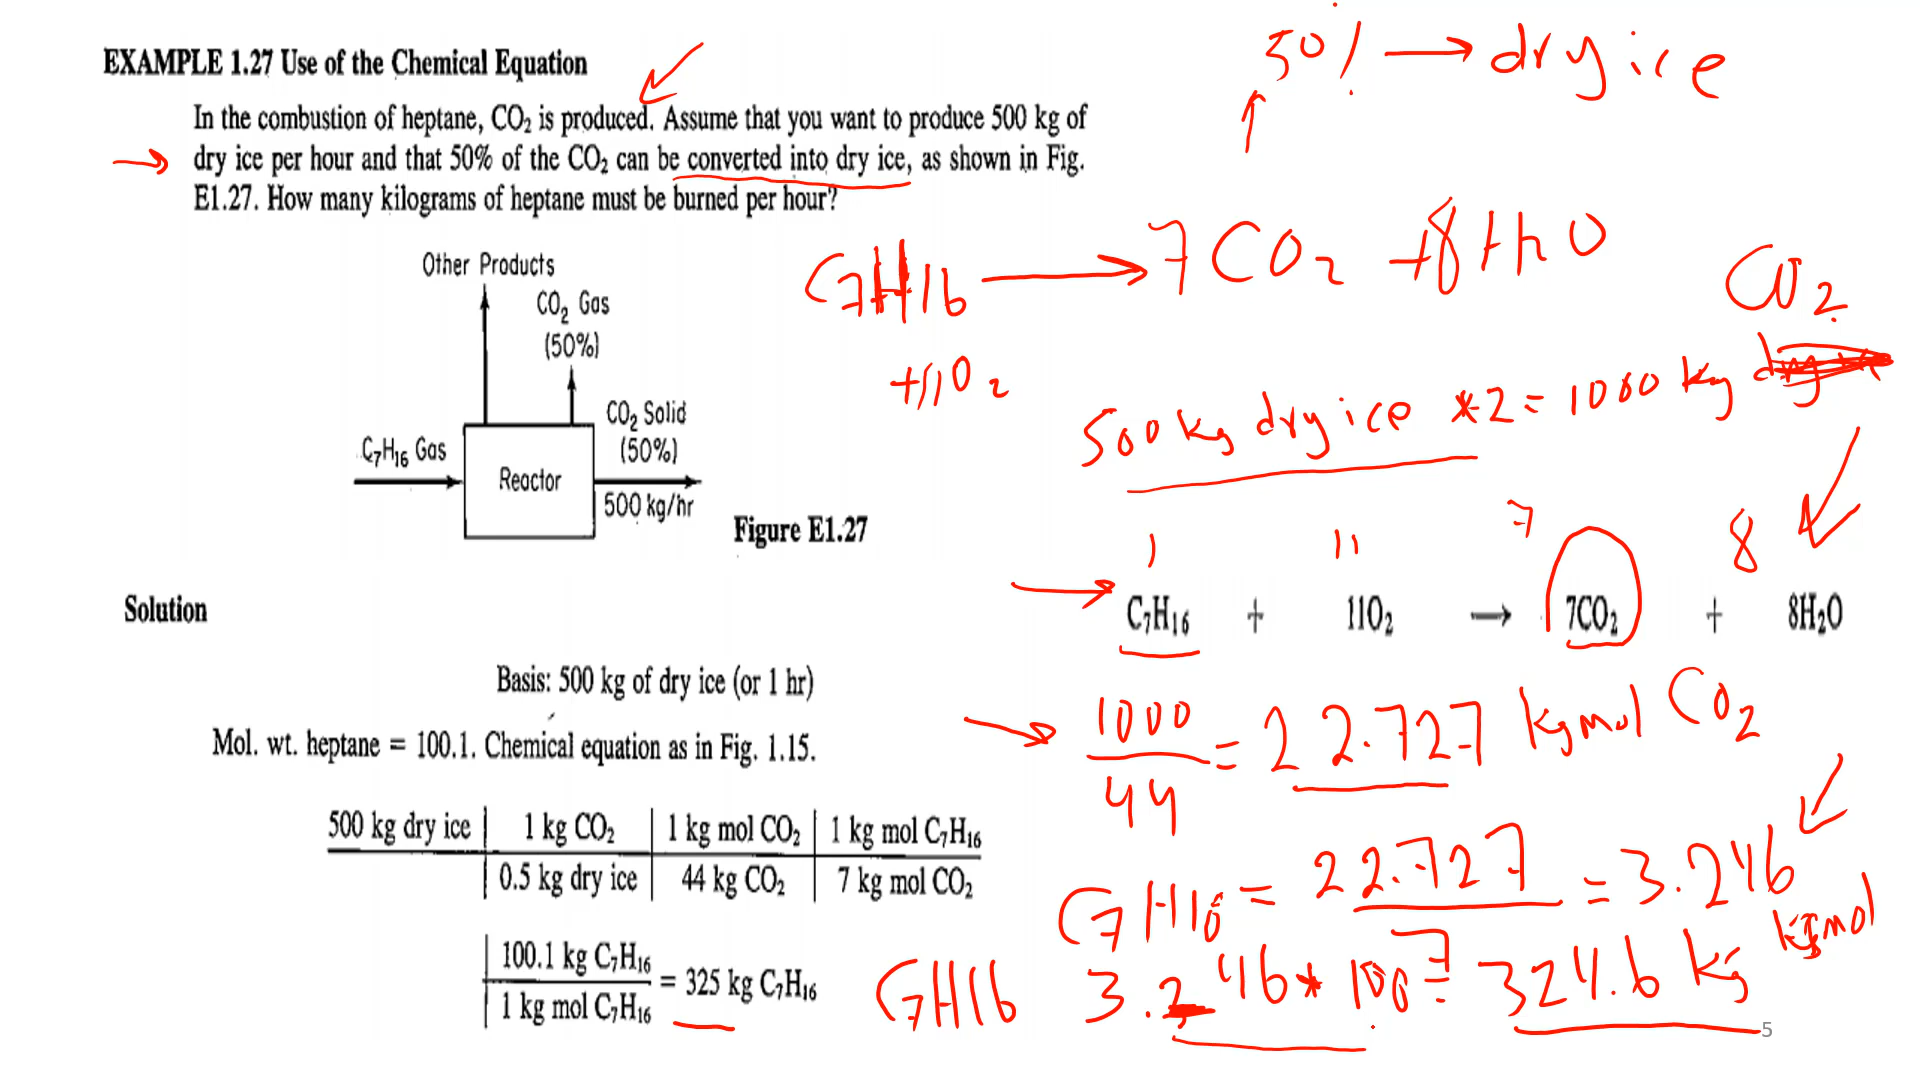 EXAMPLE 1.27 Use of the Chemical Equation
In the combustion of heptane, CO₂ is produced. Assume that you want to produce 500 kg of
dry ice per hour and that 50% of the CO₂ can be converted into dry ice, as shown in Fig.
E1.27. How many kilograms of heptane must be burned per hour?
50% → dry ice
C7H16 → 7CO₂ + 8H₂O
+11O₂
CO₂
500 kg dry ice *2 = 1000 kg
Other Products
CO₂ Gas
(50%)
CO₂ Solid
(50%)
C₇H₁₆ Gas
Reactor
500 kg/hr
Figure E1.27
1 11 7 8
C₇H₁₆ + 11O₂ → 7CO₂ + 8H₂O
Solution
Basis: 500 kg of dry ice (or 1 hr)
Mol. wt. heptane = 100.1. Chemical equation as in Fig. 1.15.
500 kg dry ice | 1 kg CO₂ | 1 kg mol CO₂ | 1 kg mol C₇H₁₆
0.5 kg dry ice | 44 kg CO₂ | 7 kg mol CO₂
100.1 kg C₇H₁₆
1 kg mol C₇H₁₆
= 325 kg C₇H₁₆
1000
44
= 22.727 kgmol CO₂
C7H16 = 22.727
7
= 3.246
kgmol
C7H16 3.246 * 100 = 324.6 kg
5